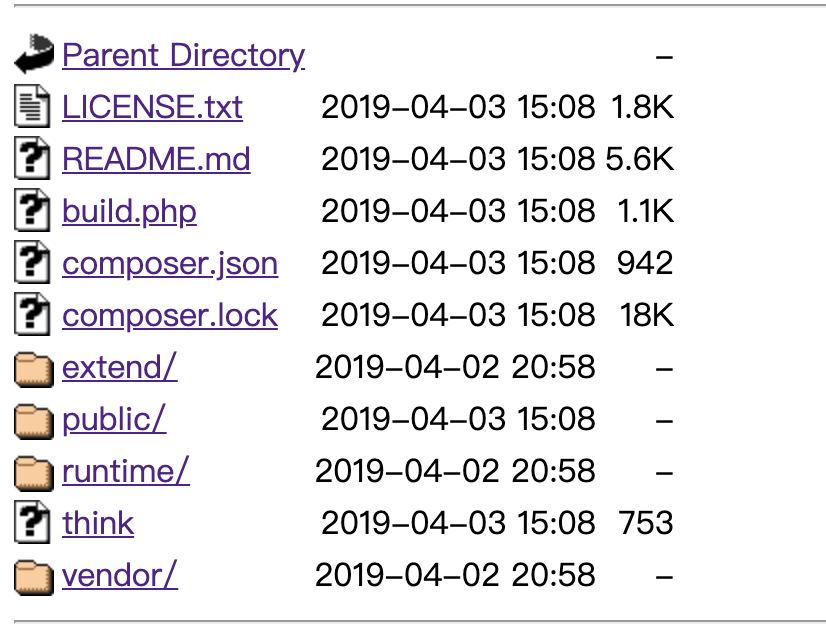 Parent Directory –
LICENSE.txt 2019–04–03 15:08 1.8K
README.md 2019–04–03 15:08 5.6K
build.php 2019–04–03 15:08 1.1K
composer.json 2019–04–03 15:08 942
composer.lock 2019–04–03 15:08 18K
extend/ 2019–04–02 20:58 –
public/ 2019–04–03 15:08 –
runtime/ 2019–04–02 20:58 –
think 2019–04–03 15:08 753
vendor/ 2019–04–02 20:58 –